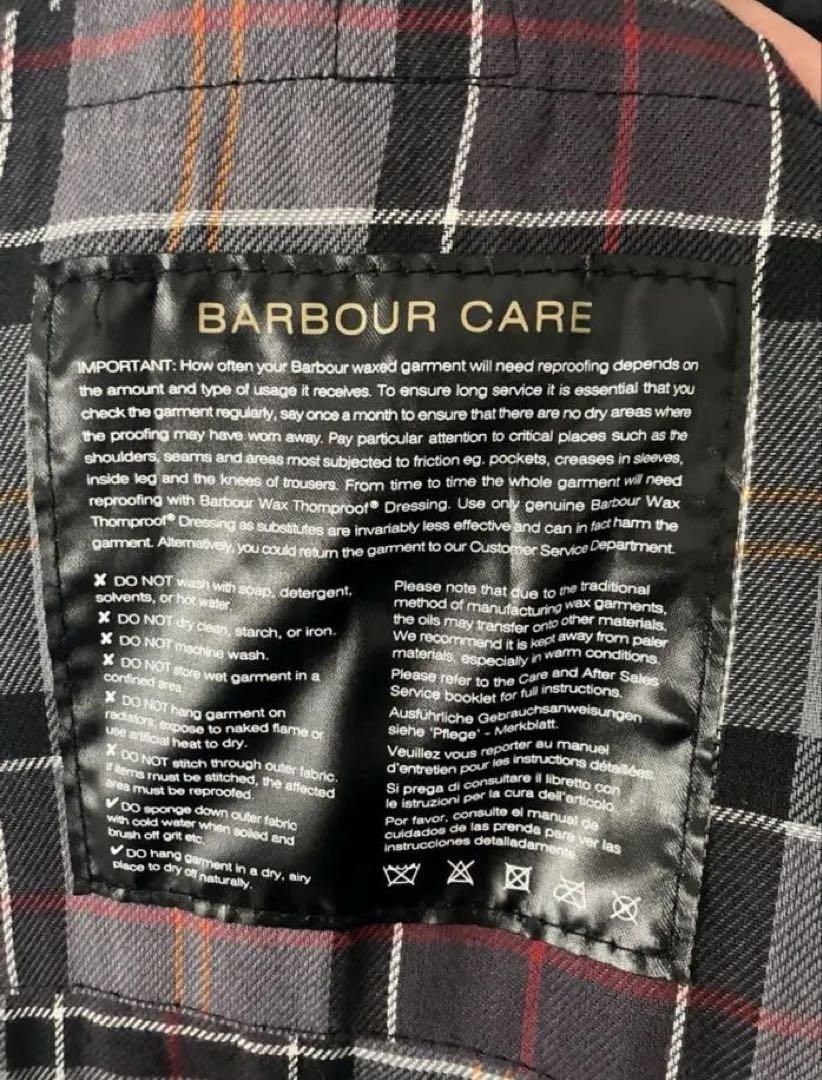 BARBOUR CARE
IMPORTANT: How often your Barbour waxed garment will need reproofing depends on
the amount and type of usage it receives. To ensure long service it is essential that you
check the garment regularly, say once a month to ensure that there are no dry areas where
the proofing may have worn away. Pay particular attention to critical places such as the
shoulders, seams and areas most subjected to friction eg. pockets, creases in sleeves,
inside leg and the knees of trousers. From time to time the whole garment will need
reproofing with Barbour Wax Thornproof® Dressing. Use only genuine Barbour Wax
Thornproof® Dressing as substitutes are invariably less effective and can in fact harm the
garment. Alternatively, you could return the garment to our Customer Service Department.
✘ DO NOT wash with soap, detergent,
solvents, or hot water.
✘ DO NOT dry clean, starch, or iron.
✘ DO NOT machine wash.
✘ DO NOT store wet garment in a
confined area.
✘ DO NOT hang garment on
radiators, expose to naked flame or
use artificial heat to dry.
✘ DO NOT stitch through outer fabric.
If items must be stitched, the affected
area must be reproofed.
✔ DO sponge down outer fabric
with cold water when soiled and
brush off grit etc.
✔ DO hang garment in a dry, airy
place to dry off naturally.
Please note that due to the traditional
method of manufacturing wax garments,
the oils may transfer onto other materials.
We recommend it is kept away from paler
materials, especially in warm conditions.
Please refer to the Care and After Sales
Service booklet for full instructions.
Ausführliche Gebrauchsanweisungen
siehe 'Pflege' - Merkblatt.
Veuillez vous reporter au manuel
d'entretien pour les instructions détaillées.
Si prega di consultare il libretto con
le istruzioni per la cura dell'articolo.
Por favor, consulte el manual de
cuidados de las prenda para ver las
instrucciones detalladamente.